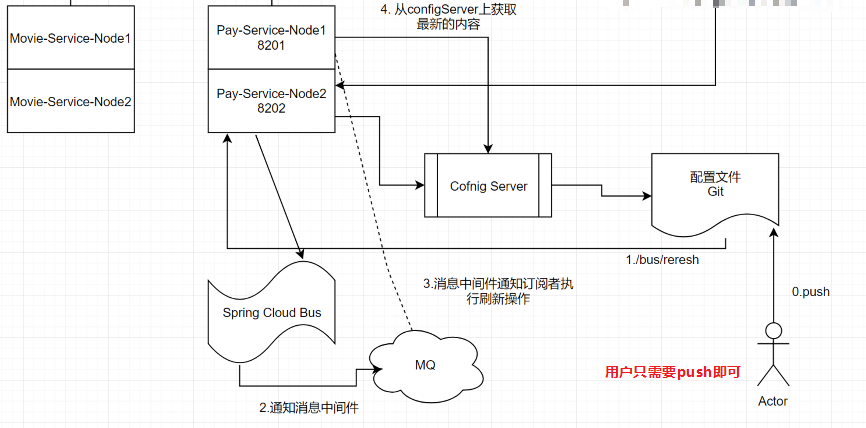 4. 从configServer上获取
最新的内容
Movie-Service-Node1
Pay-Service-Node1
8201
Movie-Service-Node2
Pay-Service-Node2
8202
Cofnig Server
配置文件
Git
1./bus/reresh
3.消息中间件通知订阅者执
行刷新操作
0.push
Spring Cloud Bus
MQ
用户只需要push即可
Actor
2.通知消息中间件